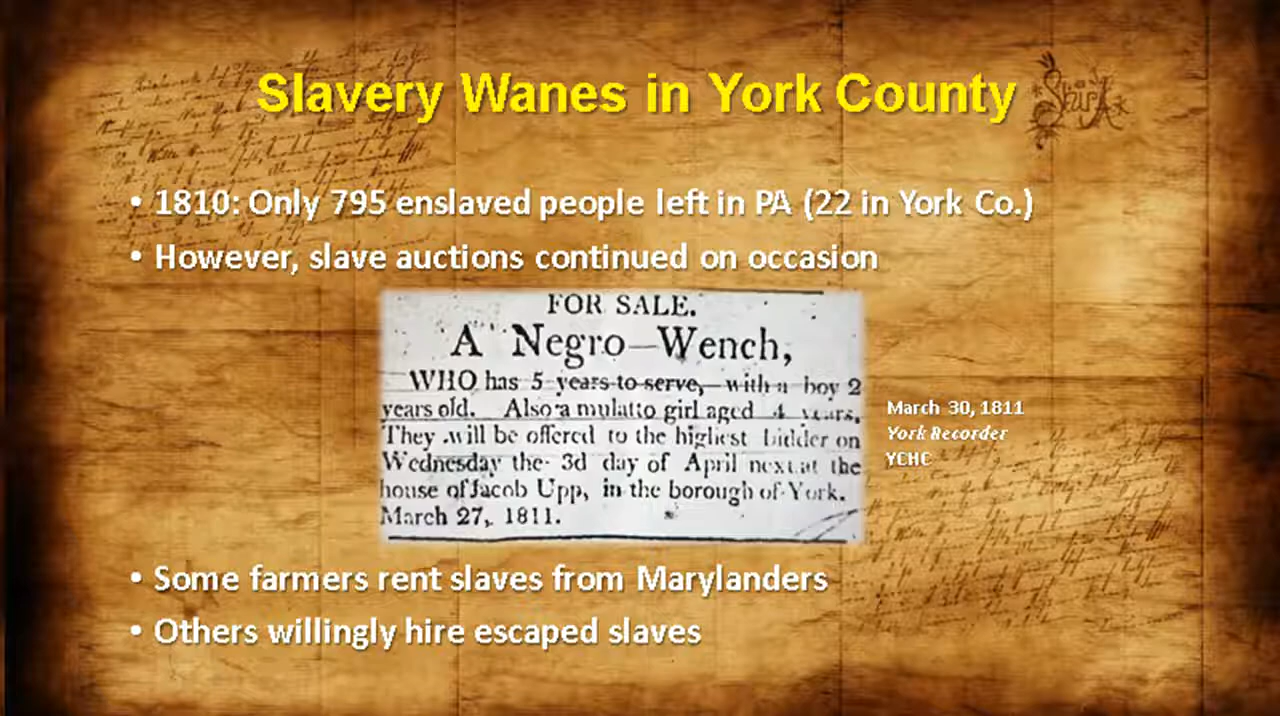 Slavery Wanes in York County
• 1810: Only 795 enslaved people left in PA (22 in York Co.)
• However, slave auctions continued on occasion
FOR SALE.
A Negro—Wench,
WHO has 5 years to serve,—with a boy 2
years old. Also a mulatto girl aged 4 years.
They will be offered to the highest bidder on
Wednesday the 3d day of April next at the
house of Jacob Upp, in the borough of York.
March 27, 1811.
March 30, 1811
York Recorder
YCHC
• Some farmers rent slaves from Marylanders
• Others willingly hire escaped slaves